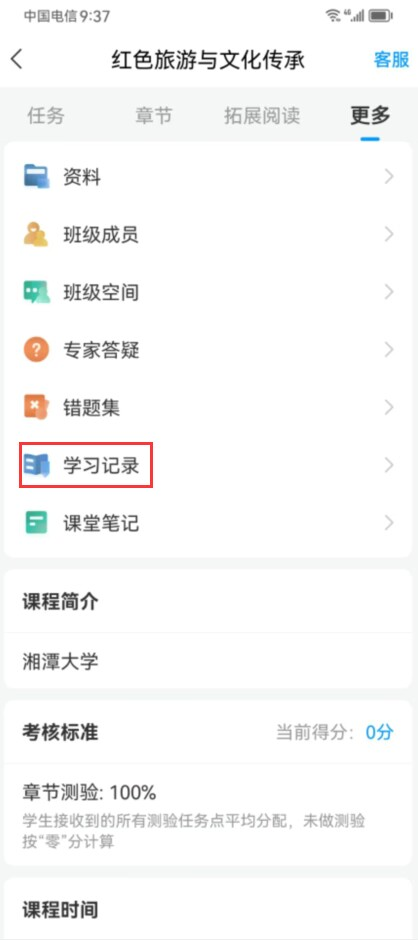 中国电信9:37
红色旅游与文化传承
客服
任务 章节 拓展阅读 更多
资料
班级成员
班级空间
专家答疑
错题集
学习记录
课堂笔记
课程简介
湘潭大学
考核标准 当前得分：0分
章节测验: 100%
学生接收到的所有测验任务点平均分配，未做测验
按“零”分计算
课程时间